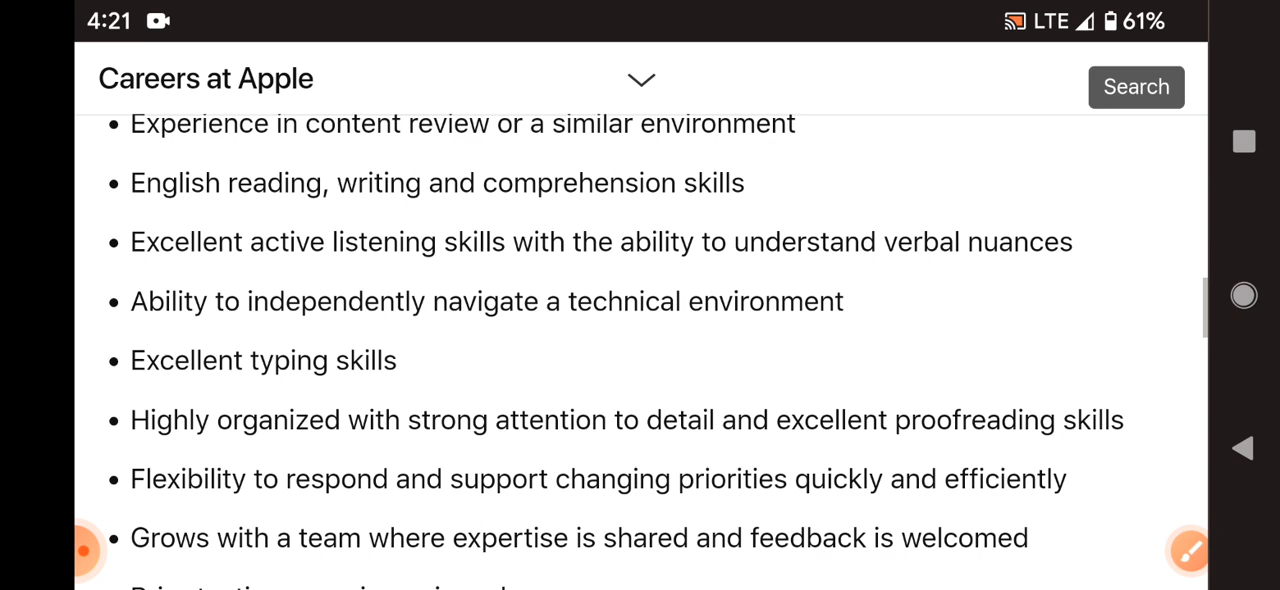 4:21 LTE 61%
Careers at Apple
Search
• Experience in content review or a similar environment
• English reading, writing and comprehension skills
• Excellent active listening skills with the ability to understand verbal nuances
• Ability to independently navigate a technical environment
• Excellent typing skills
• Highly organized with strong attention to detail and excellent proofreading skills
• Flexibility to respond and support changing priorities quickly and efficiently
• Grows with a team where expertise is shared and feedback is welcomed